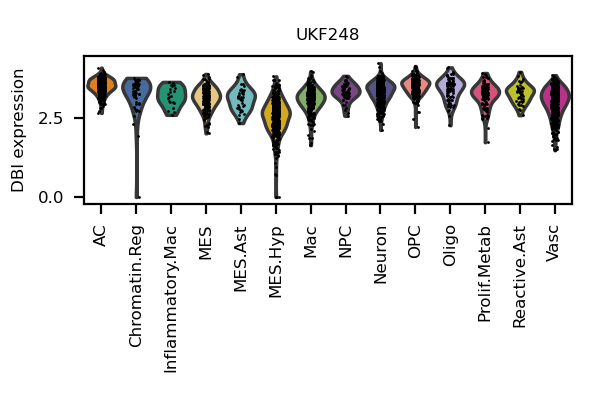 UKF248
DBI expression
2.5
0.0
AC
Chromatin.Reg
Inflammatory.Mac
MES
MES.Ast
MES.Hyp
Mac
NPC
Neuron
OPC
Oligo
Prolif.Metab
Reactive.Ast
Vasc